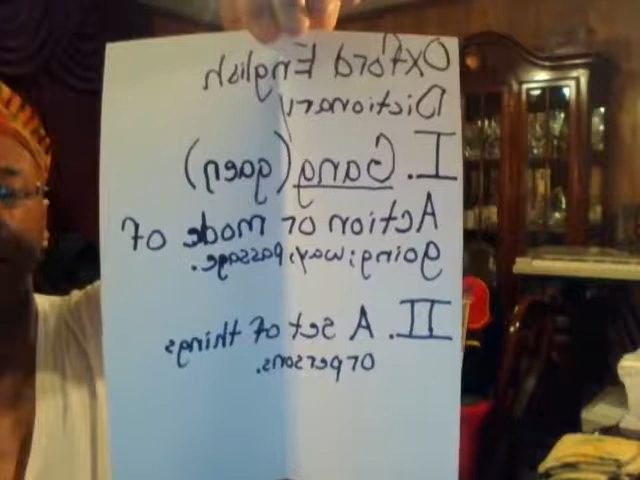 Oxford English
Dictionary
I. Gang (gaen)
Action or mode of
going; way; passage.
II. A set of things
or persons.